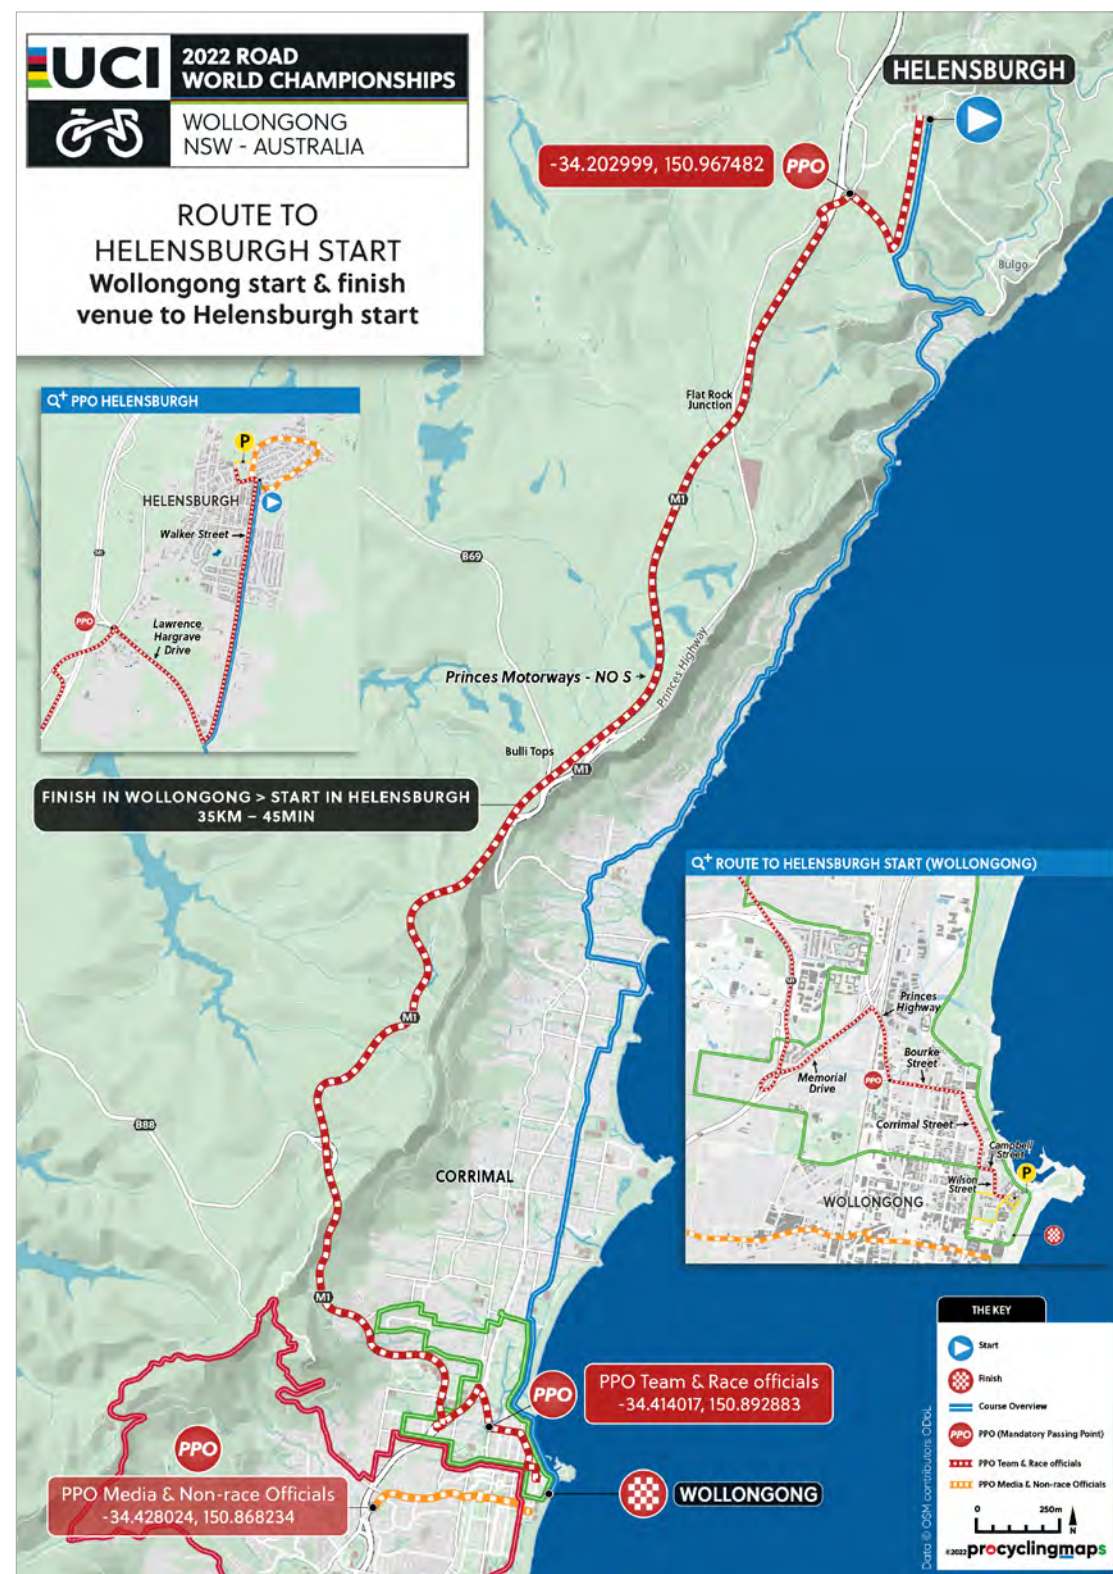 UCI
2022 ROAD
WORLD CHAMPIONSHIPS
WOLLONGONG
NSW - AUSTRALIA
ROUTE TO
HELENSBURGH START
Wollongong start & finish
venue to Helensburgh start
HELENSBURGH
-34.202999, 150.967482
PPO
Bulgo
Flat Rock
Junction
M1
B69
Princes Highway
Princes Motorways - NO S
Bulli Tops
M1
PPO HELENSBURGH
P
HELENSBURGH
Walker Street
M1
PPO
Lawrence
Hargrave
Drive
FINISH IN WOLLONGONG > START IN HELENSBURGH
35KM – 45MIN
M1
B88
CORRIMAL
M1
ROUTE TO HELENSBURGH START (WOLLONGONG)
M1
Princes
Highway
Bourke
Street
Memorial
Drive
PPO
Corrimal Street
Campbell
Street
Wilson
Street
P
WOLLONGONG
PPO
PPO Team & Race officials
-34.414017, 150.892883
PPO
PPO Media & Non-race Officials
-34.428024, 150.868234
WOLLONGONG
THE KEY
Start
Finish
Course Overview
PPO
PPO (Mandatory Passing Point)
PPO Team & Race officials
PPO Media & Non-race Officials
0 250m
N
©2022 procyclingmaps
Data © OSM contributors ODbL